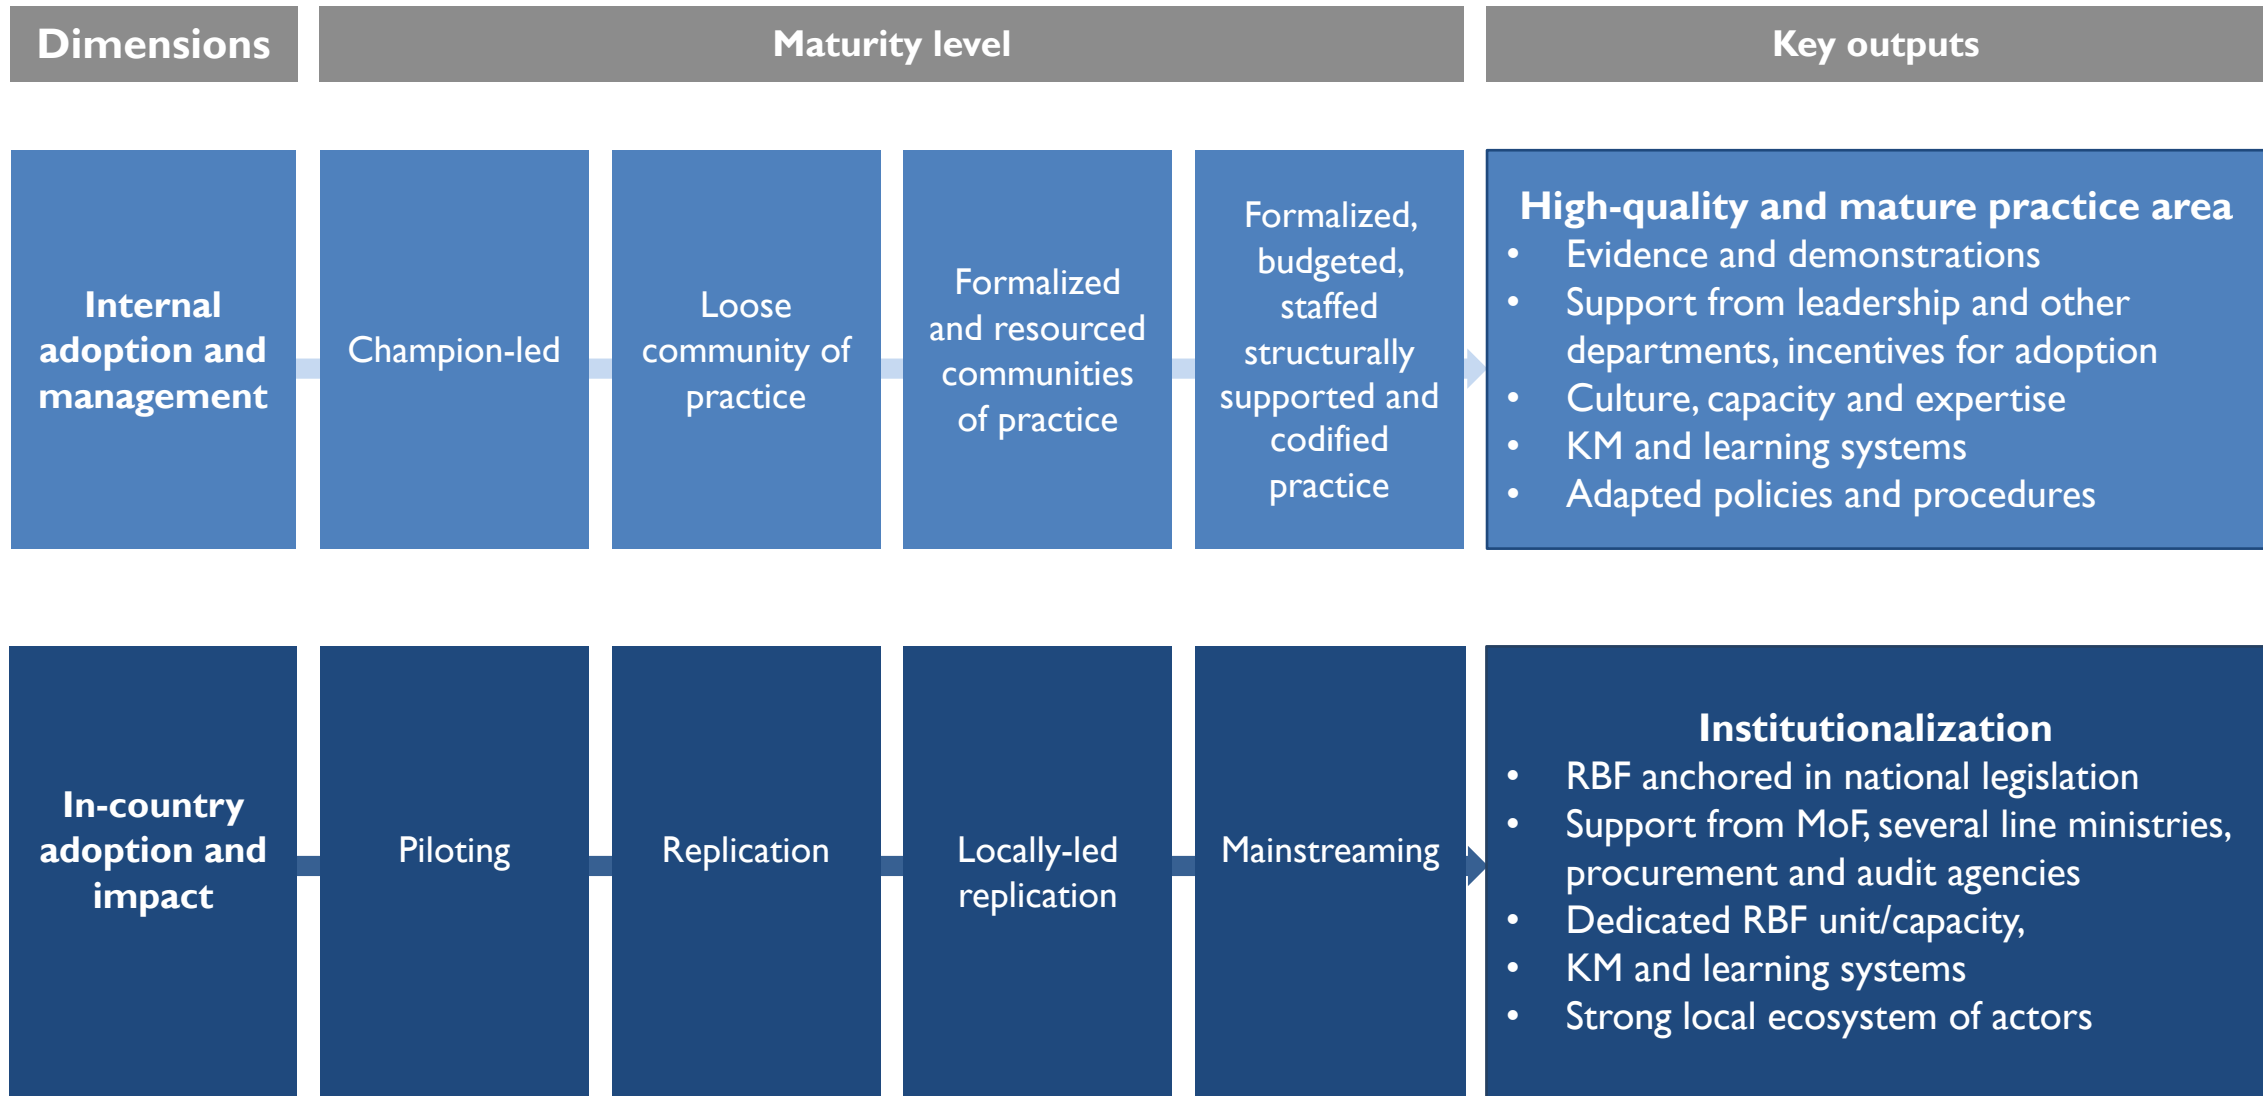 Dimensions
Maturity level
Key outputs
Internal
adoption and
management
Champion-led
Loose
community of
practice
Formalized
and resourced
communities
of practice
Formalized,
budgeted,
staffed
structurally
supported and
codified
practice
High-quality and mature practice area
• Evidence and demonstrations
• Support from leadership and other
departments, incentives for adoption
• Culture, capacity and expertise
• KM and learning systems
• Adapted policies and procedures
In-country
adoption and
impact
Piloting
Replication
Locally-led
replication
Mainstreaming
Institutionalization
• RBF anchored in national legislation
• Support from MoF, several line ministries,
procurement and audit agencies
• Dedicated RBF unit/capacity,
• KM and learning systems
• Strong local ecosystem of actors